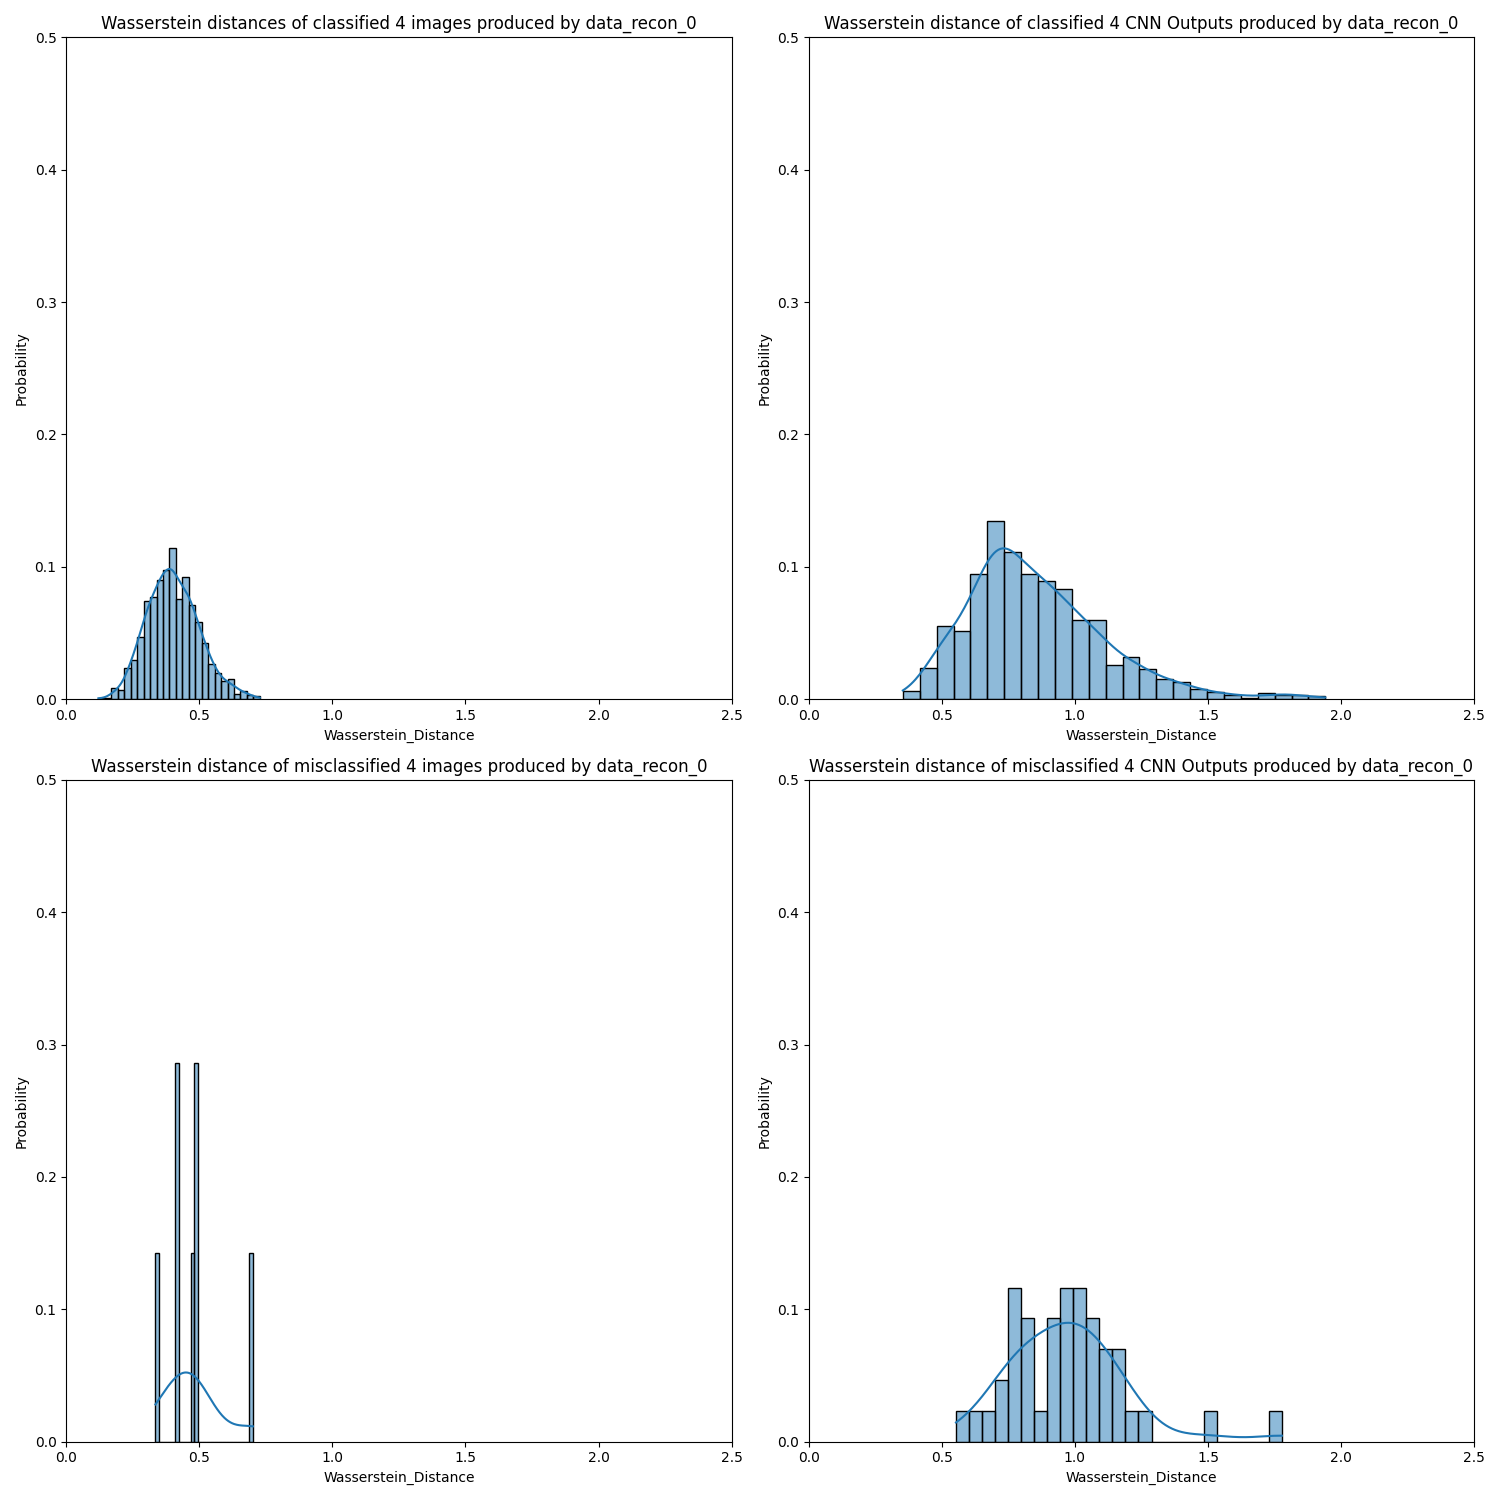 Wasserstein distances of classified 4 images produced by data_recon_0
0.5
0.4
0.3
0.2
0.1
0.0
Probability
0.0 0.5 1.0 1.5 2.0 2.5
Wasserstein_Distance
Wasserstein distance of classified 4 CNN Outputs produced by data_recon_0
0.5
0.4
0.3
0.2
0.1
0.0
Probability
0.0 0.5 1.0 1.5 2.0 2.5
Wasserstein_Distance
Wasserstein distance of misclassified 4 images produced by data_recon_0
0.5
0.4
0.3
0.2
0.1
0.0
Probability
0.0 0.5 1.0 1.5 2.0 2.5
Wasserstein_Distance
Wasserstein distance of misclassified 4 CNN Outputs produced by data_recon_0
0.5
0.4
0.3
0.2
0.1
0.0
Probability
0.0 0.5 1.0 1.5 2.0 2.5
Wasserstein_Distance